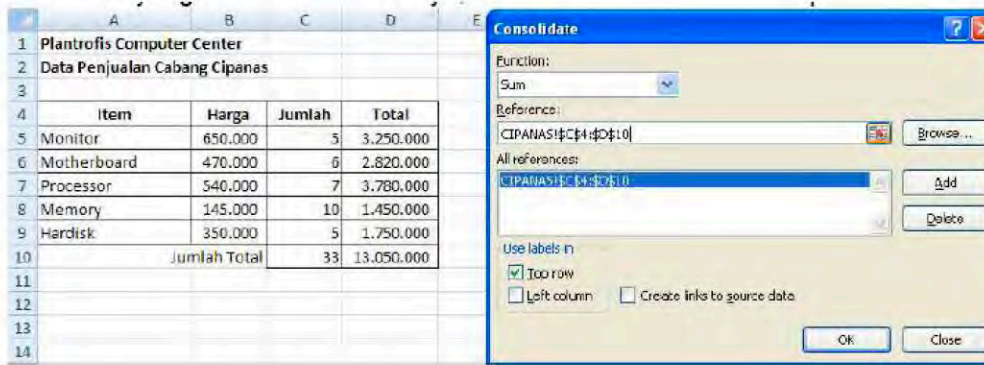 A B C D E
1 Plantrofis Computer Center
2 Data Penjualan Cabang Cipanas
3
4 Item Harga Jumlah Total
5 Monitor 650.000 5 3.250.000
6 Motherboard 470.000 6 2.820.000
7 Processor 540.000 7 3.780.000
8 Memory 145.000 10 1.450.000
9 Hardisk 350.000 5 1.750.000
10 Jumlah Total 33 13.050.000
11
12
13
14
Consolidate
Function:
Sum
Reference:
CIPANAS!$C$4:$D$10
Browse...
All references:
CIPANAS!$C$4:$D$10
Add
Delete
Use labels in
Top row
Left column
Create links to source data
OK
Close